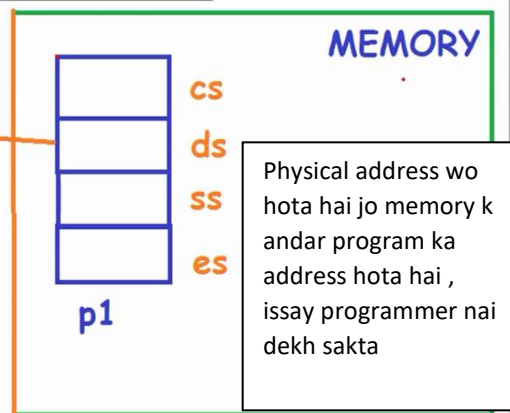 MEMORY
cs
ds
ss
es
p1
Physical address wo
hota hai jo memory k
andar program ka
address hota hai ,
issay programmer nai
dekh sakta